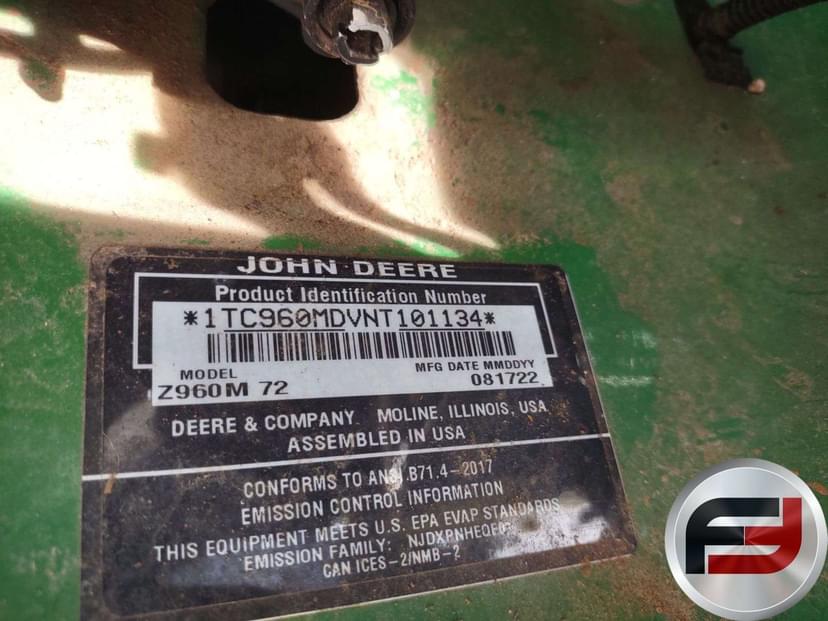 JOHN DEERE
Product Identification Number
*1TC960MDVNT101134*
MODEL
MFG DATE MMDDYY
Z960M 72
081722
DEERE & COMPANY MOLINE, ILLINOIS, USA
ASSEMBLED IN USA
CONFORMS TO ANSI B71.4-2017
EMISSION CONTROL INFORMATION
THIS EQUIPMENT MEETS U.S. EPA EVAP STANDARDS
EMISSION FAMILY:
CAN ICES-2/NMB-2